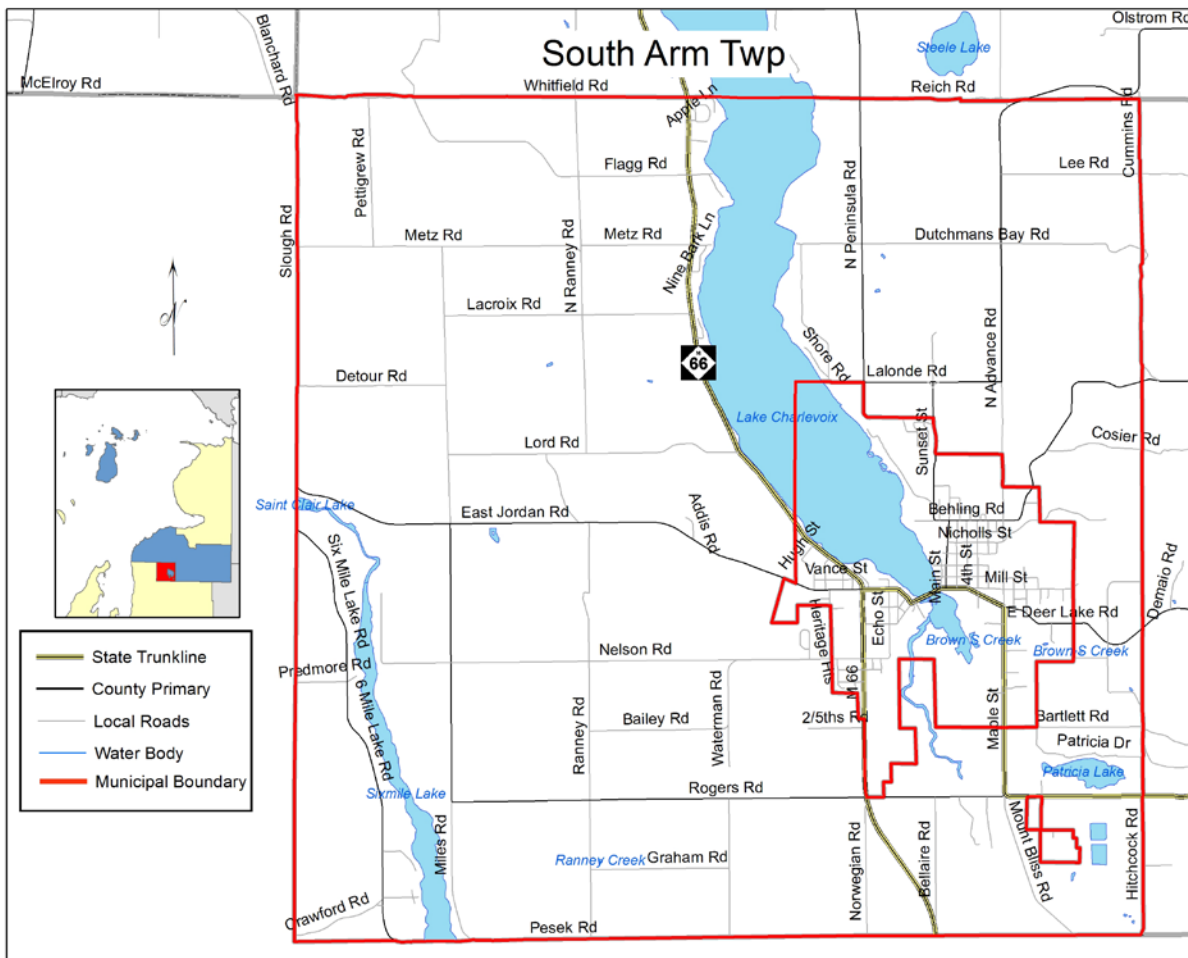 Olstrom Rd
Blanchard Rd
South Arm Twp
Steele Lake
McElroy Rd
Whitfield Rd
Reich Rd
Apple Ln
Cummins Rd
Pettigrew Rd
Flagg Rd
Lee Rd
N Peninsula Rd
Slough Rd
Metz Rd
Metz Rd
Dutchmans Bay Rd
N Ranney Rd
Nine Bark Ln
Lacroix Rd
N Advance Rd
Shore Rd
M
66
Lalonde Rd
Detour Rd
Lake Charlevoix
Sunset St
Lord Rd
Cosier Rd
Saint Clair Lake
East Jordan Rd
Addis Rd
Behling Rd
Nicholls St
Hugh St
Six Mile Lake Rd
Vance St
Main St
4th St
Mill St
Demaio Rd
Heritage Hts
Echo St
E Deer Lake Rd
N
State Trunkline
County Primary
Local Roads
Water Body
Municipal Boundary
Nelson Rd
Brown S Creek
Brown S Creek
Predmore Rd
6 Mile Lake Rd
M 66
Ranney Rd
Bailey Rd
Waterman Rd
2/5ths Rd
Maple St
Bartlett Rd
Patricia Dr
Patricia Lake
Sixmile Lake
Rogers Rd
Miles Rd
Ranney Creek
Graham Rd
Norwegian Rd
Bellaire Rd
Mount Bliss Rd
Hitchcock Rd
Crawford Rd
Pesek Rd